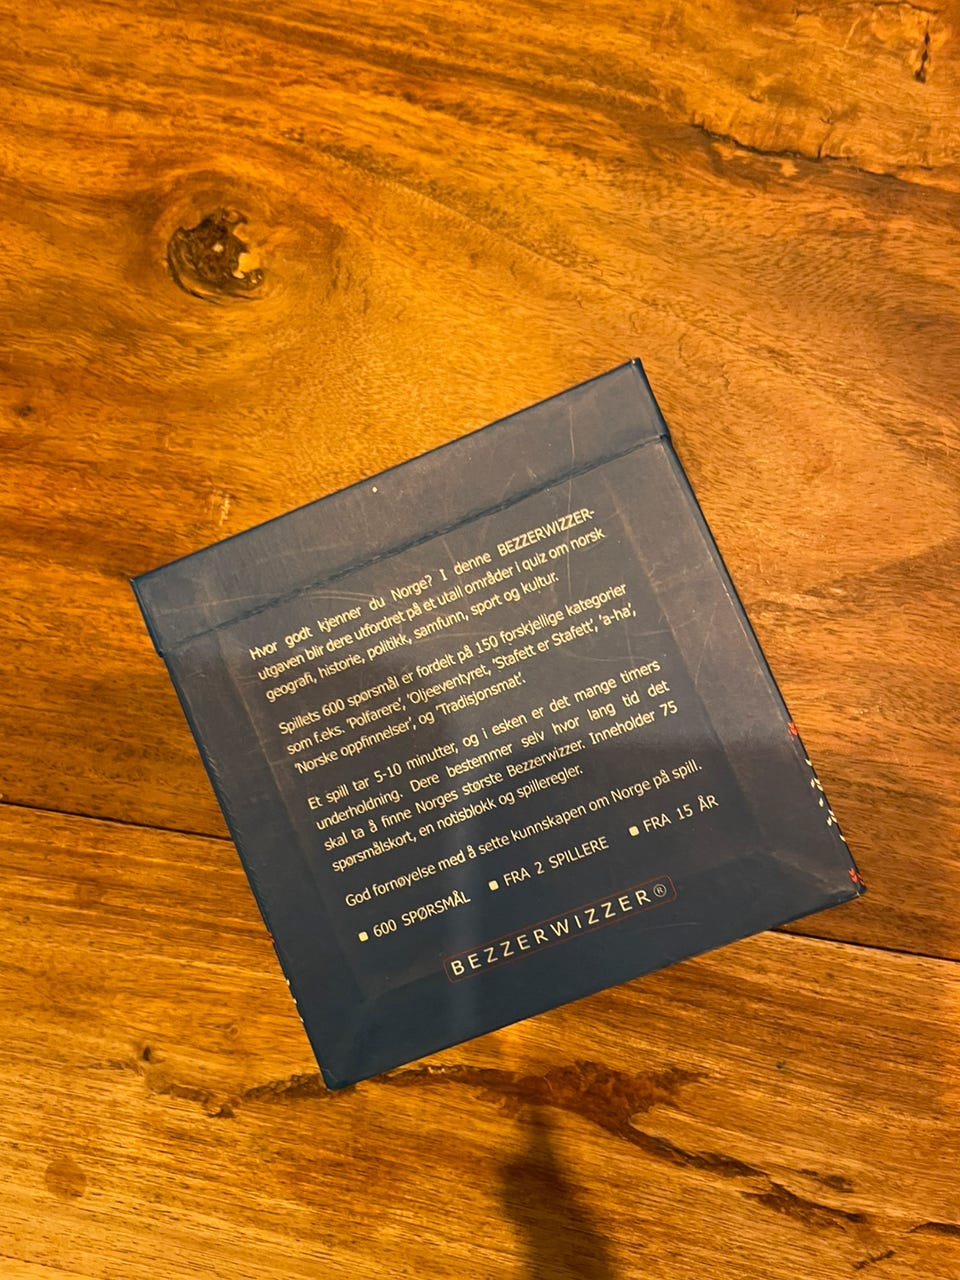 Hvor godt kjenner du Norge? I denne BEZZERWIZZER-
utgaven blir dere utfordret på et utall områder i quiz om norsk
geografi, historie, politikk, samfunn, sport og kultur.
Spillets 600 spørsmål er fordelt på 150 forskjellige kategorier
som f.eks. 'Polfarere', 'Oljeeventyret, 'Stafett er Stafett', 'a-ha',
'Norske oppfinnelser', og 'Tradisjonsmat'.
Et spill tar 5-10 minutter, og i esken er det mange timers
underholdning. Dere bestemmer selv hvor lang tid det
skal ta å finne Norges største Bezzerwizzer. Inneholder 75
spørsmålskort, en notisblokk og spilleregler.
God fornøyelse med å sette kunnskapen om Norge på spill.
600 SPØRSMÅL FRA 2 SPILLERE FRA 15 ÅR
BEZZERWIZZER®